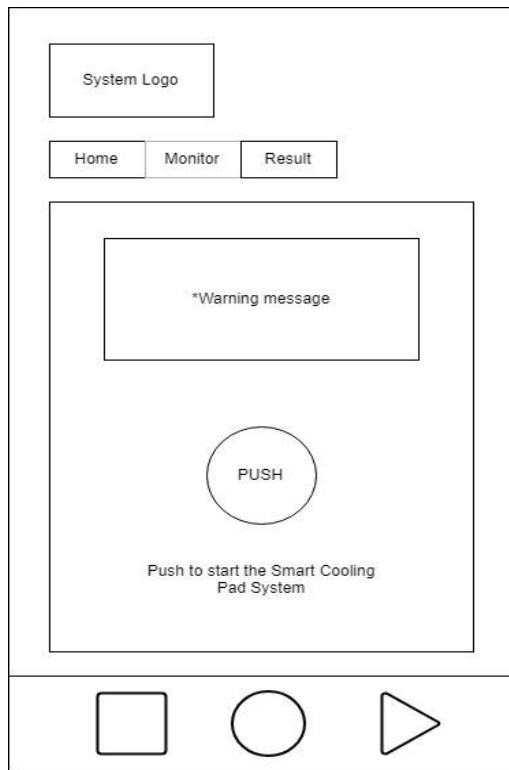 System Logo
Home Monitor Result
*Warning message
PUSH
Push to start the Smart Cooling
Pad System